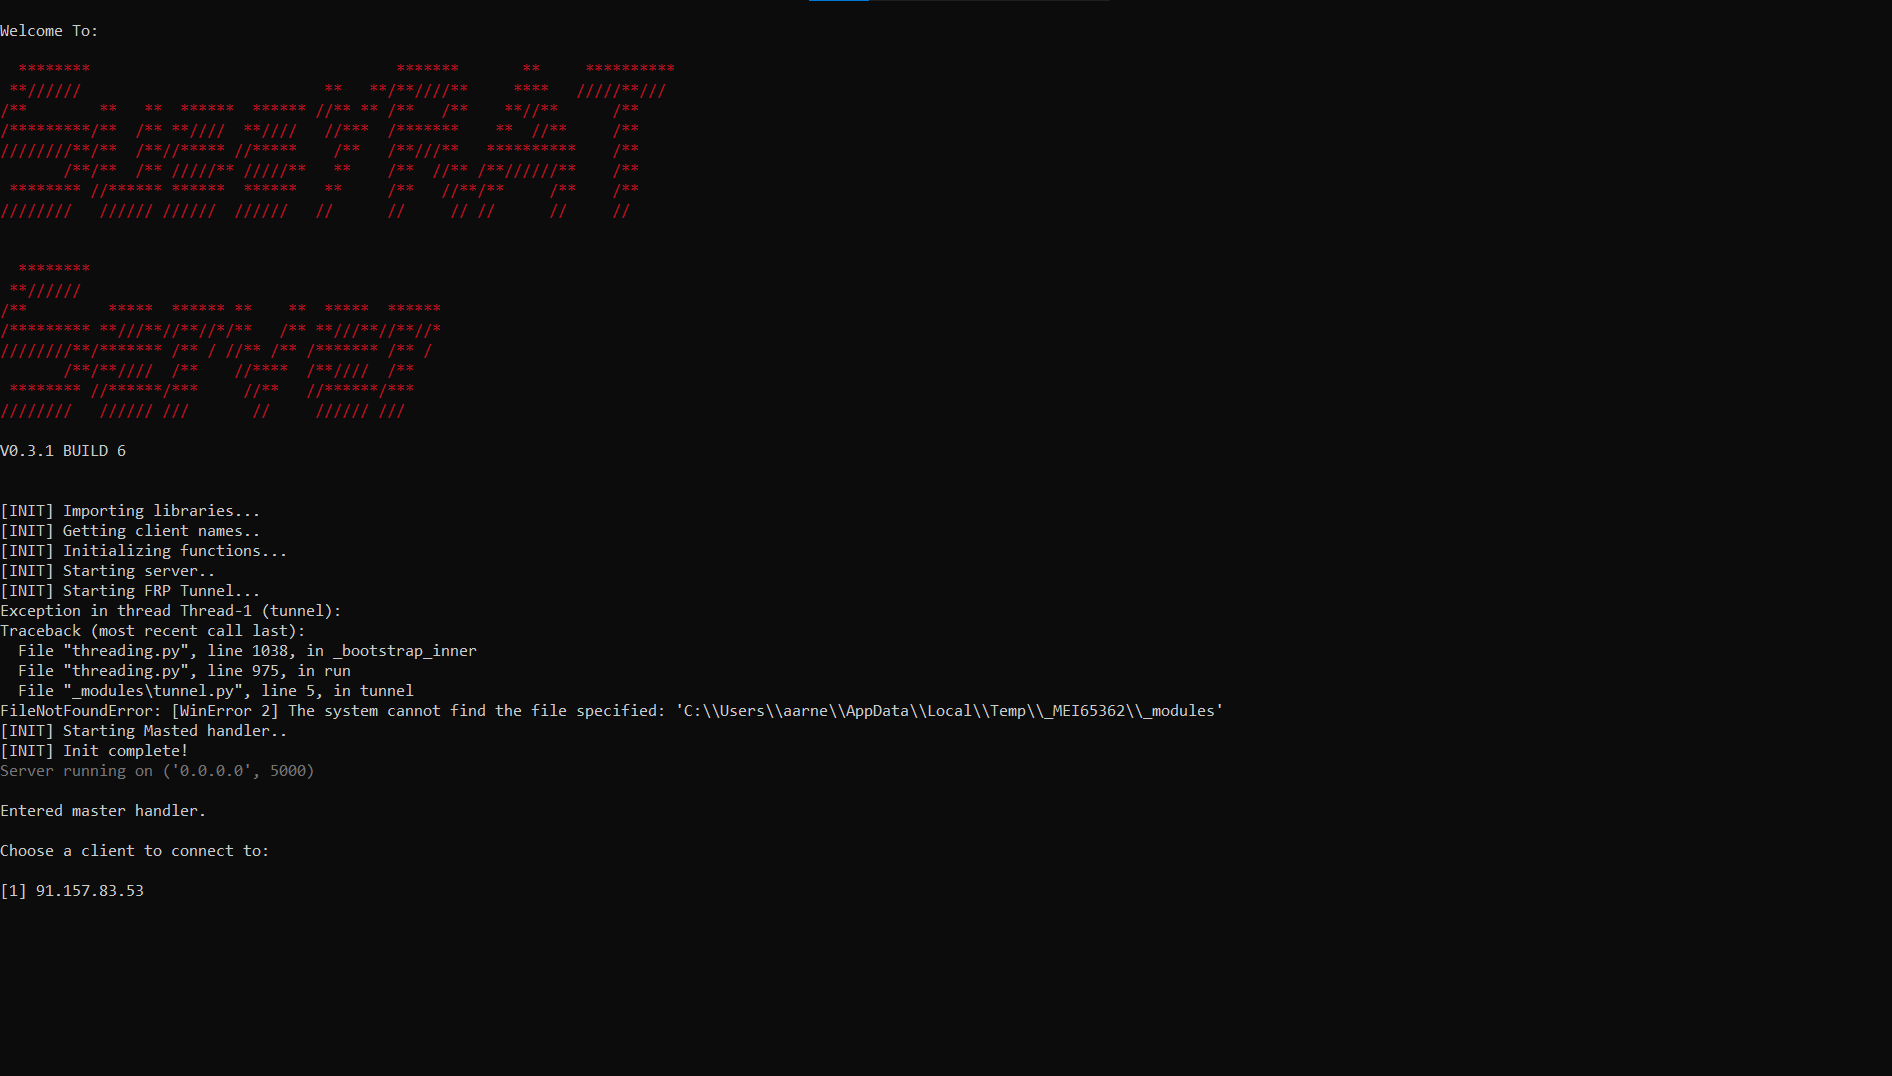 Welcome To:
SussyRAT
Server
V0.3.1 BUILD 6
[INIT] Importing libraries...
[INIT] Getting client names..
[INIT] Initializing functions...
[INIT] Starting server..
[INIT] Starting FRP Tunnel...
Exception in thread Thread-1 (tunnel):
Traceback (most recent call last):
  File "threading.py", line 1038, in _bootstrap_inner
  File "threading.py", line 975, in run
  File "_modules\tunnel.py", line 5, in tunnel
FileNotFoundError: [WinError 2] The system cannot find the file specified: 'C:\\Users\\aarne\\AppData\\Local\\Temp\\_MEI65362\\_modules'
[INIT] Starting Masted handler..
[INIT] Init complete!
Server running on ('0.0.0.0', 5000)
Entered master handler.
Choose a client to connect to:
[1] 91.157.83.53